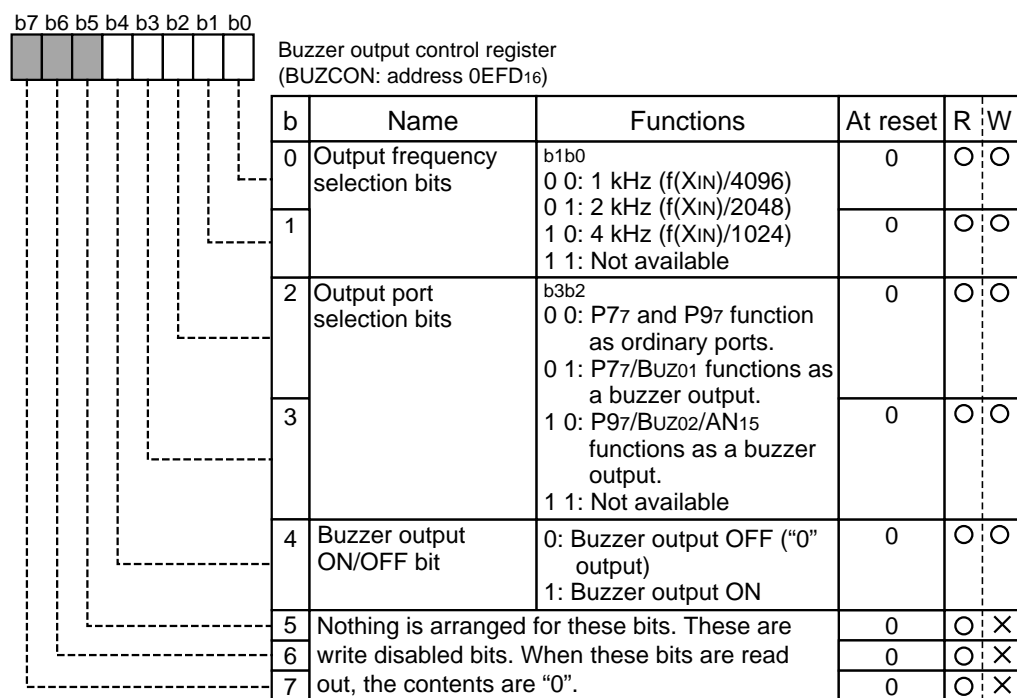 b7 b6 b5 b4 b3 b2 b1 b0
Buzzer output control register
(BUZCON: address 0EFD16)
b Name Functions At reset R W
0 Output frequency selection bits
b1b0
0 0: 1 kHz (f(XIN)/4096)
0 1: 2 kHz (f(XIN)/2048)
1 0: 4 kHz (f(XIN)/1024)
1 1: Not available
0 ○ ○
1 0 ○ ○
2 Output port selection bits
b3b2
0 0: P77 and P97 function
as ordinary ports.
0 1: P77/BUZ01 functions as
a buzzer output.
1 0: P97/BUZ02/AN15
functions as a buzzer
output.
1 1: Not available
0 ○ ○
3 0 ○ ○
4 Buzzer output ON/OFF bit
0: Buzzer output OFF (“0”
output)
1: Buzzer output ON
0 ○ ○
5 Nothing is arranged for these bits. These are 0 ○ ×
6 write disabled bits. When these bits are read 0 ○ ×
7 out, the contents are “0”. 0 ○ ×